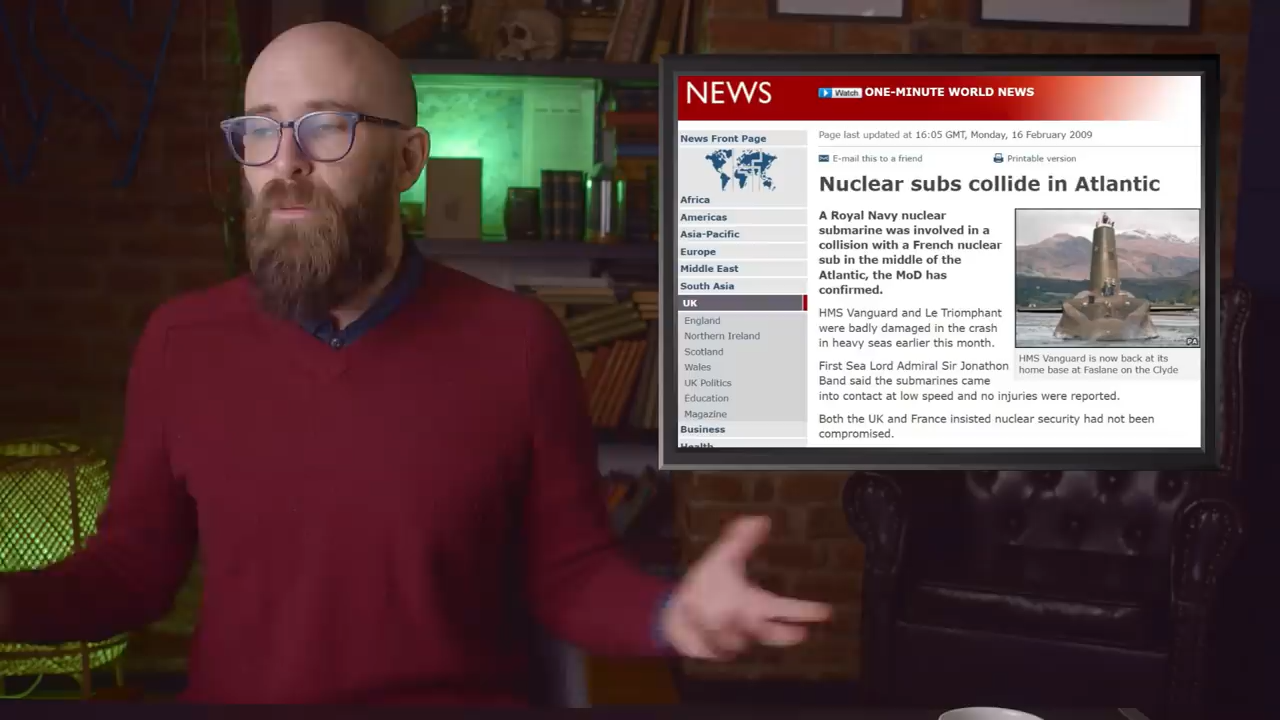 NEWS
Watch ONE-MINUTE WORLD NEWS
News Front Page
Africa
Americas
Asia-Pacific
Europe
Middle East
South Asia
UK
England
Northern Ireland
Scotland
Wales
UK Politics
Education
Magazine
Business
Health
Page last updated at 16:05 GMT, Monday, 16 February 2009
E-mail this to a friend
Printable version
Nuclear subs collide in Atlantic
A Royal Navy nuclear
submarine was involved in a
collision with a French nuclear
sub in the middle of the
Atlantic, the MoD has
confirmed.
HMS Vanguard and Le Triomphant
were badly damaged in the crash
in heavy seas earlier this month.
First Sea Lord Admiral Sir Jonathon
Band said the submarines came
into contact at low speed and no injuries were reported.
Both the UK and France insisted nuclear security had not been
compromised.
PA
HMS Vanguard is now back at its
home base at Faslane on the Clyde